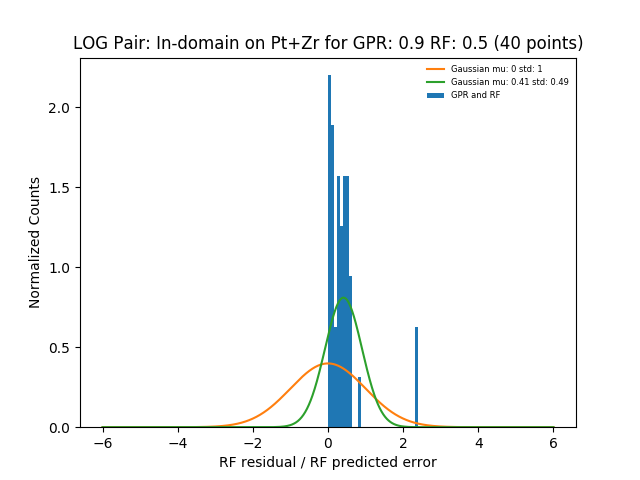 LOG Pair: In-domain on Pt+Zr for GPR: 0.9 RF: 0.5 (40 points)
Gaussian mu: 0 std: 1
Gaussian mu: 0.41 std: 0.49
GPR and RF
Normalized Counts
2.0
1.5
1.0
0.5
0.0
−6 −4 −2 0 2 4 6
RF residual / RF predicted error